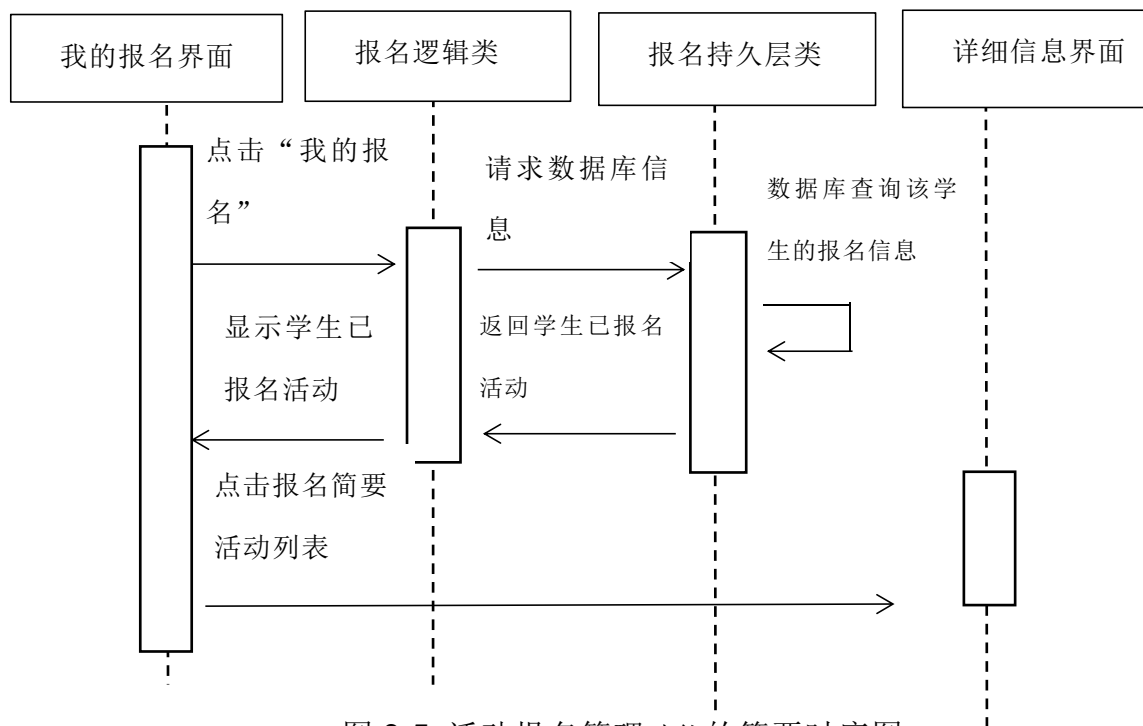 我的报名界面
报名逻辑类
报名持久层类
详细信息界面
点击“我的报
名”
请求数据库信
息
数据库查询该学
生的报名信息
显示学生已
报名活动
返回学生已报名
活动
点击报名简要
活动列表